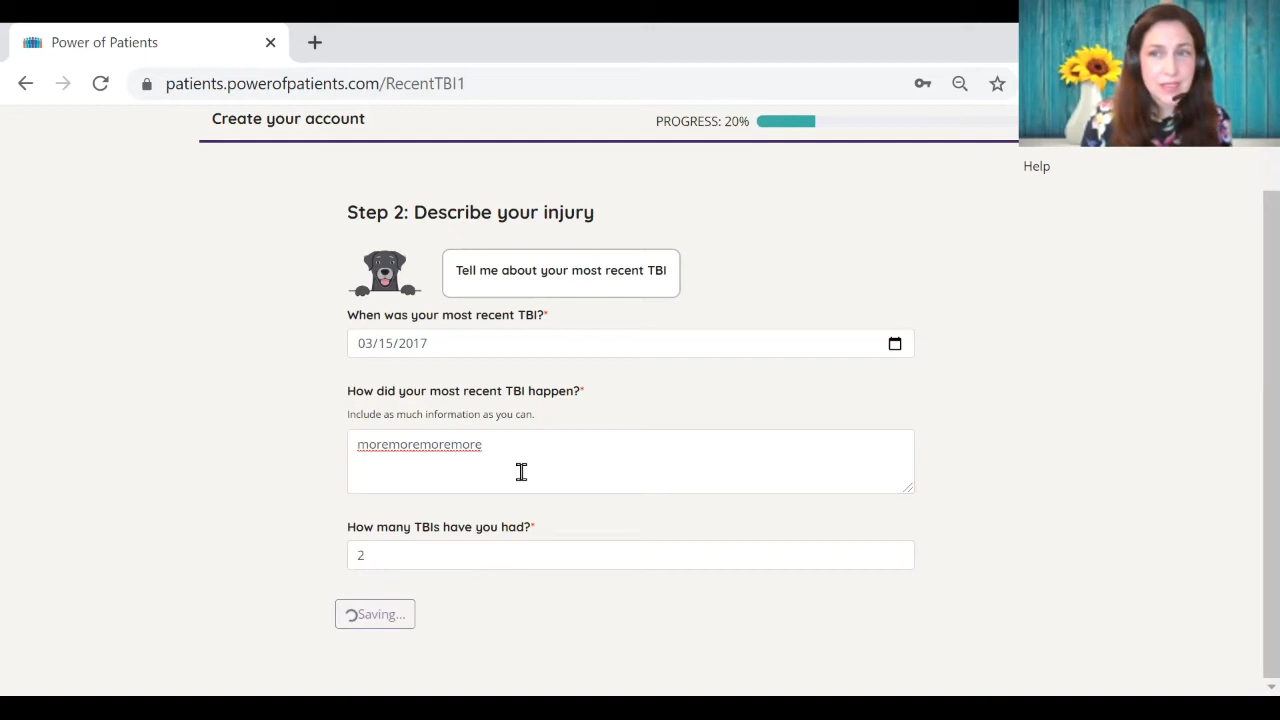 Power of Patients
patients.powerofpatients.com/RecentTBI1
Create your account
PROGRESS: 20%
Help
Step 2: Describe your injury
Tell me about your most recent TBI
When was your most recent TBI?*
03/15/2017
How did your most recent TBI happen?*
Include as much information as you can.
moremoremoremore
How many TBIs have you had?*
2
Saving...